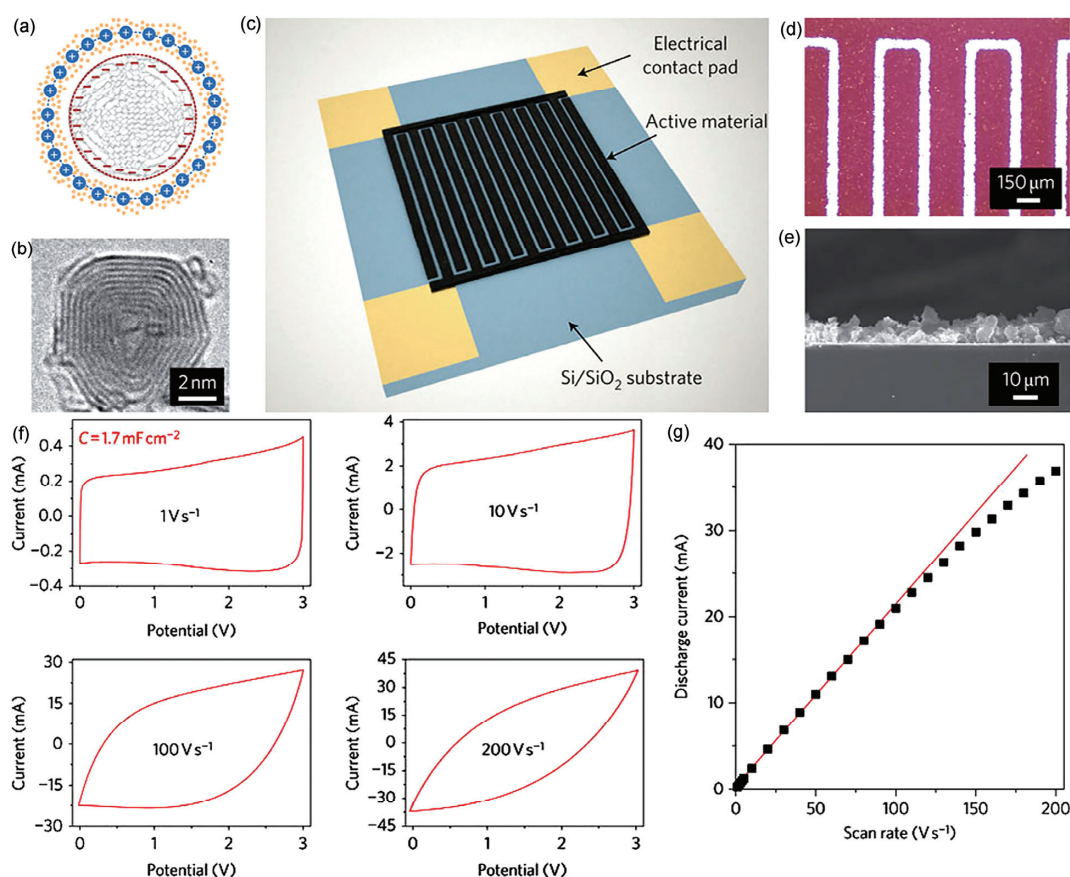 (a)
(b)
2 nm
(c)
Electrical
contact pad
Active material
Si/SiO₂ substrate
(d)
150 μm
(e)
10 μm
(f)
C = 1.7 mF cm⁻²
Current (mA)
0.4
0.2
0.0
−0.2
−0.4
1 V s⁻¹
0 1 2 3
Potential (V)
Current (mA)
4
2
0
−2
10 V s⁻¹
0 1 2 3
Potential (V)
Current (mA)
30
15
0
−15
−30
100 V s⁻¹
0 1 2 3
Potential (V)
Current (mA)
45
30
15
0
−15
−30
−45
200 V s⁻¹
0 1 2 3
Potential (V)
(g)
Discharge current (mA)
40
30
20
10
0
0 50 100 150 200
Scan rate (V s⁻¹)